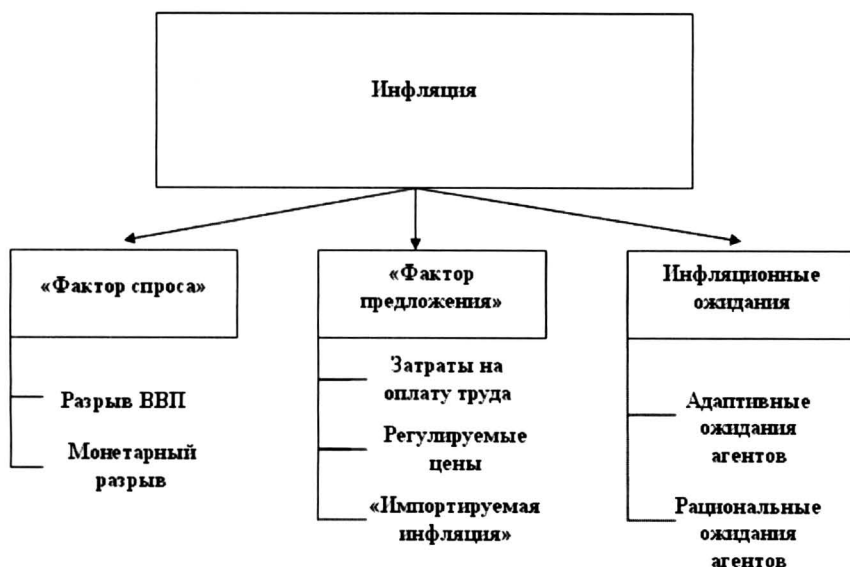 Инфляция
«Фактор спроса»
Разрыв ВВП
Монетарный
разрыв
«Фактор
предложения»
Затраты на
оплату труда
Регулируемые
цены
«Импортируемая
инфляция»
Инфляционные
ожидания
Адаптивные
ожидания
агентов
Рациональные
ожидания
агентов